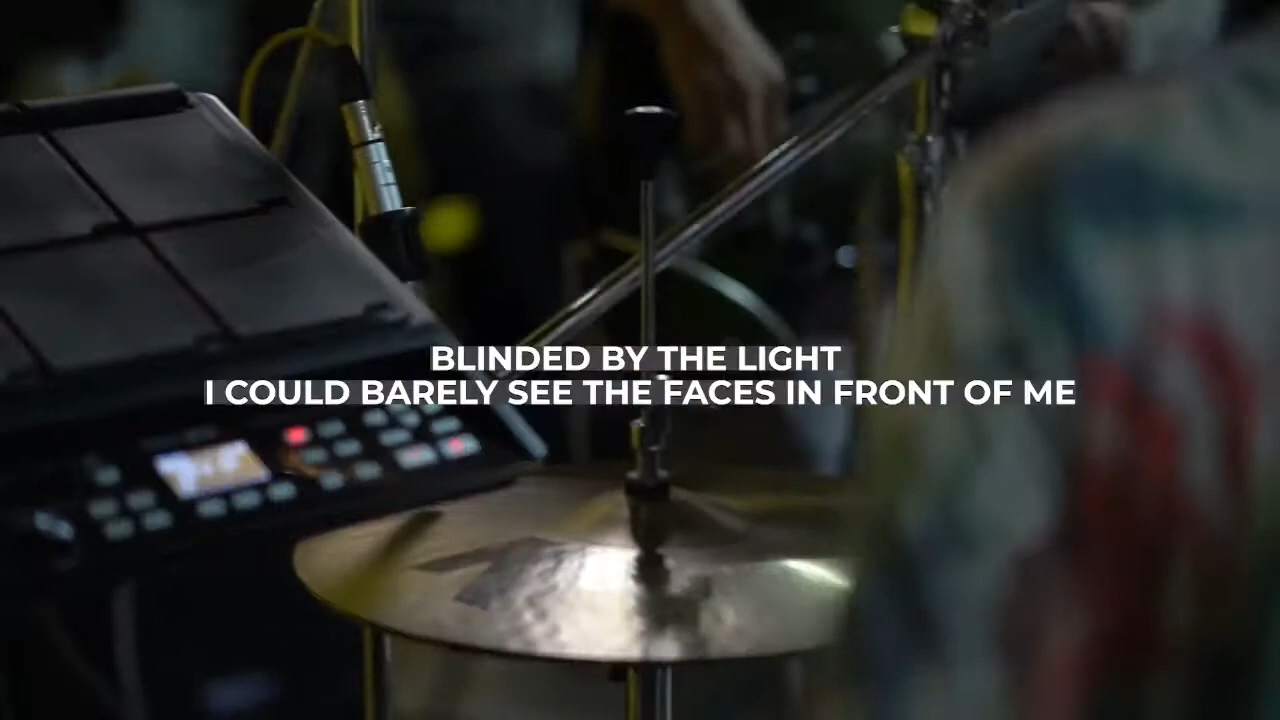 BLINDED BY THE LIGHT
I COULD BARELY SEE THE FACES IN FRONT OF ME